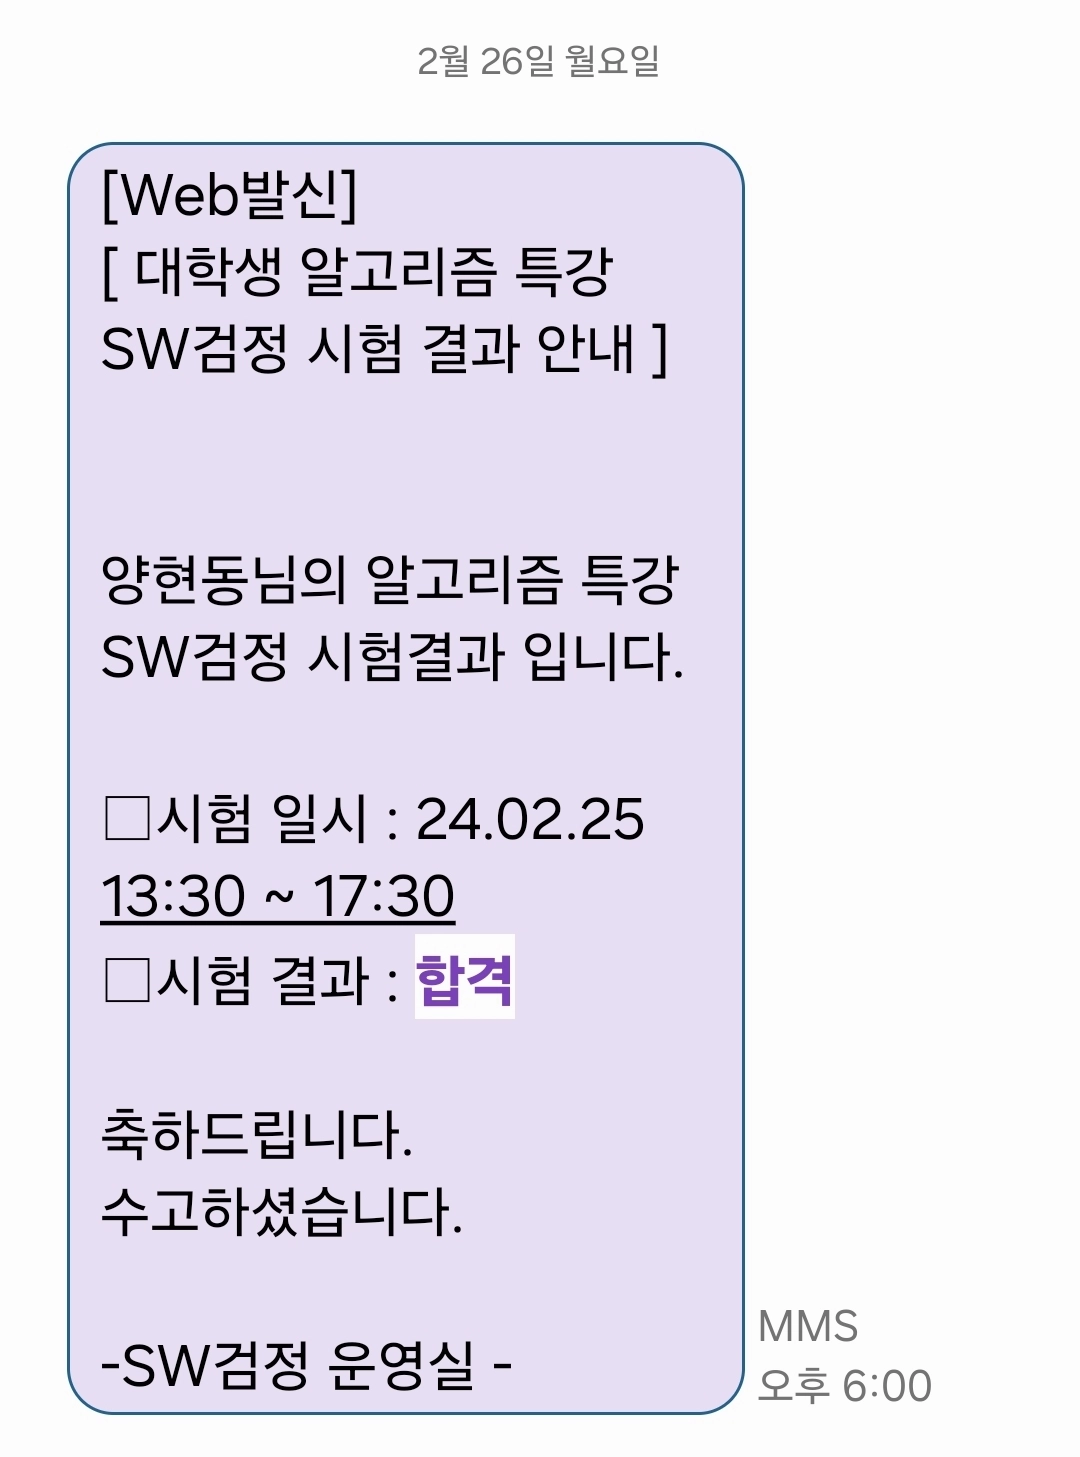 2월 26일 월요일
[Web발신]
[ 대학생 알고리즘 특강
SW검정 시험 결과 안내 ]
양현동님의 알고리즘 특강
SW검정 시험결과 입니다.
□시험 일시 : 24.02.25
13:30 ~ 17:30
□시험 결과 : 합격
축하드립니다.
수고하셨습니다.
-SW검정 운영실 -
MMS
오후 6:00